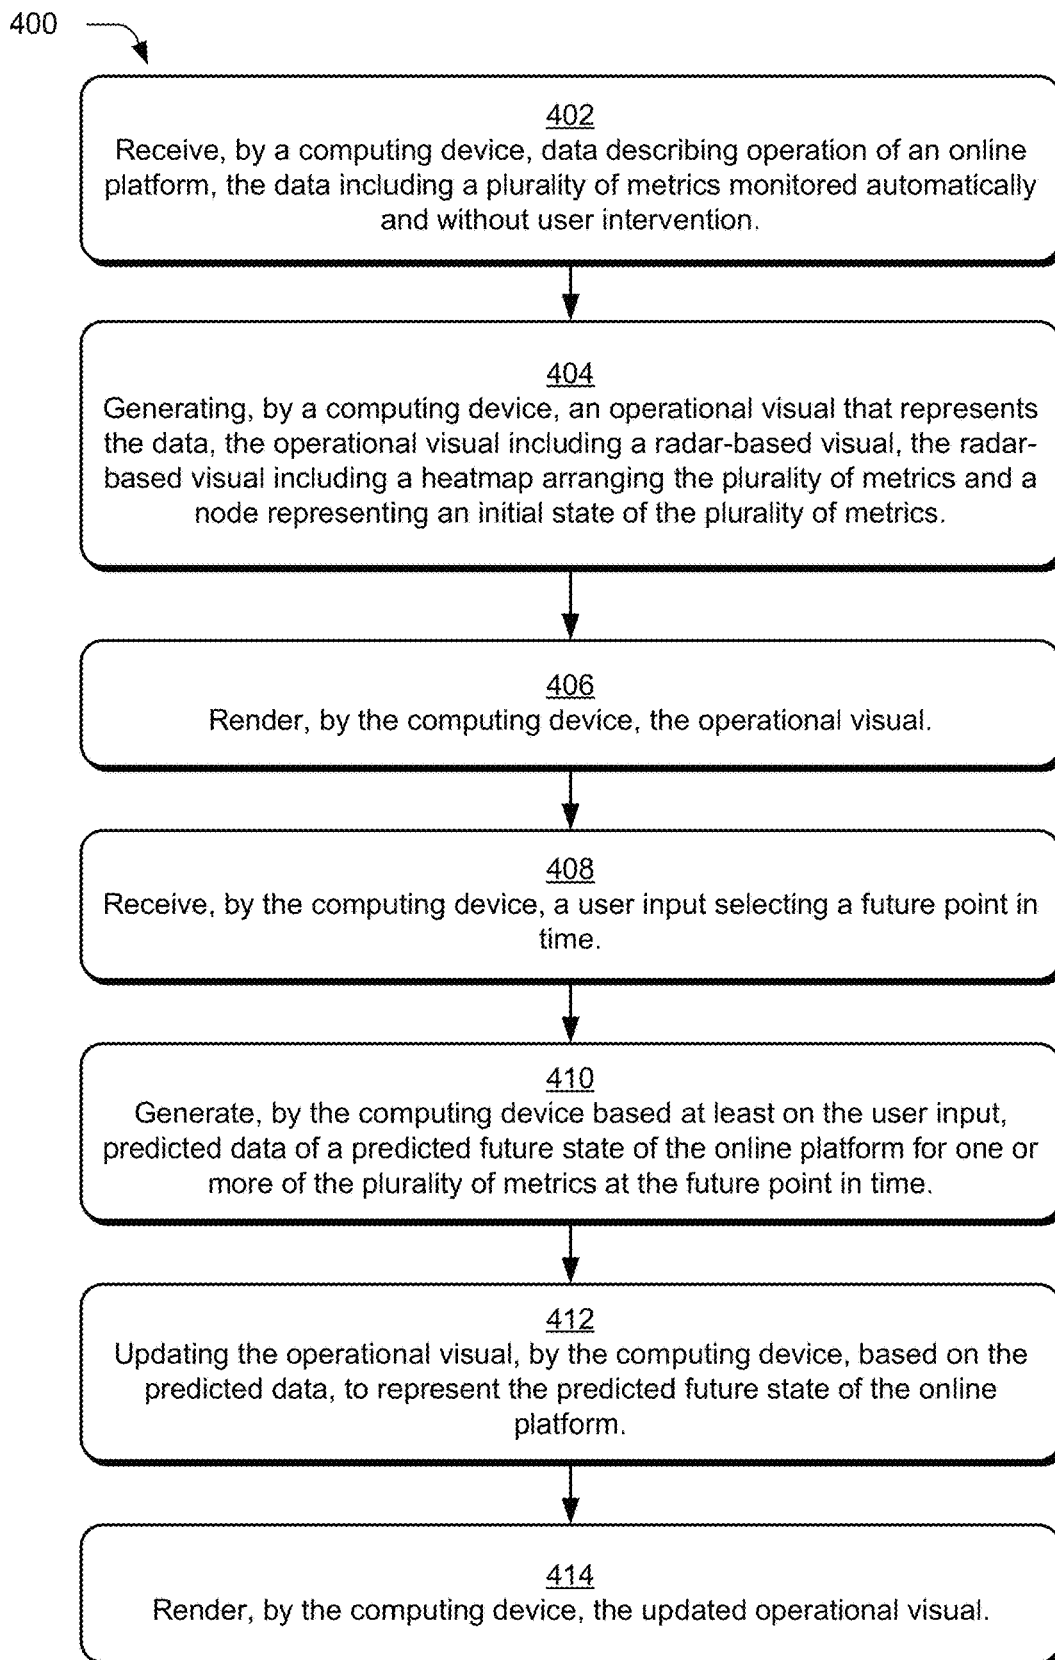 400
402
Receive, by a computing device, data describing operation of an online
platform, the data including a plurality of metrics monitored automatically
and without user intervention.
404
Generating, by a computing device, an operational visual that represents
the data, the operational visual including a radar-based visual, the radar-
based visual including a heatmap arranging the plurality of metrics and a
node representing an initial state of the plurality of metrics.
406
Render, by the computing device, the operational visual.
408
Receive, by the computing device, a user input selecting a future point in
time.
410
Generate, by the computing device based at least on the user input,
predicted data of a predicted future state of the online platform for one or
more of the plurality of metrics at the future point in time.
412
Updating the operational visual, by the computing device, based on the
predicted data, to represent the predicted future state of the online
platform.
414
Render, by the computing device, the updated operational visual.